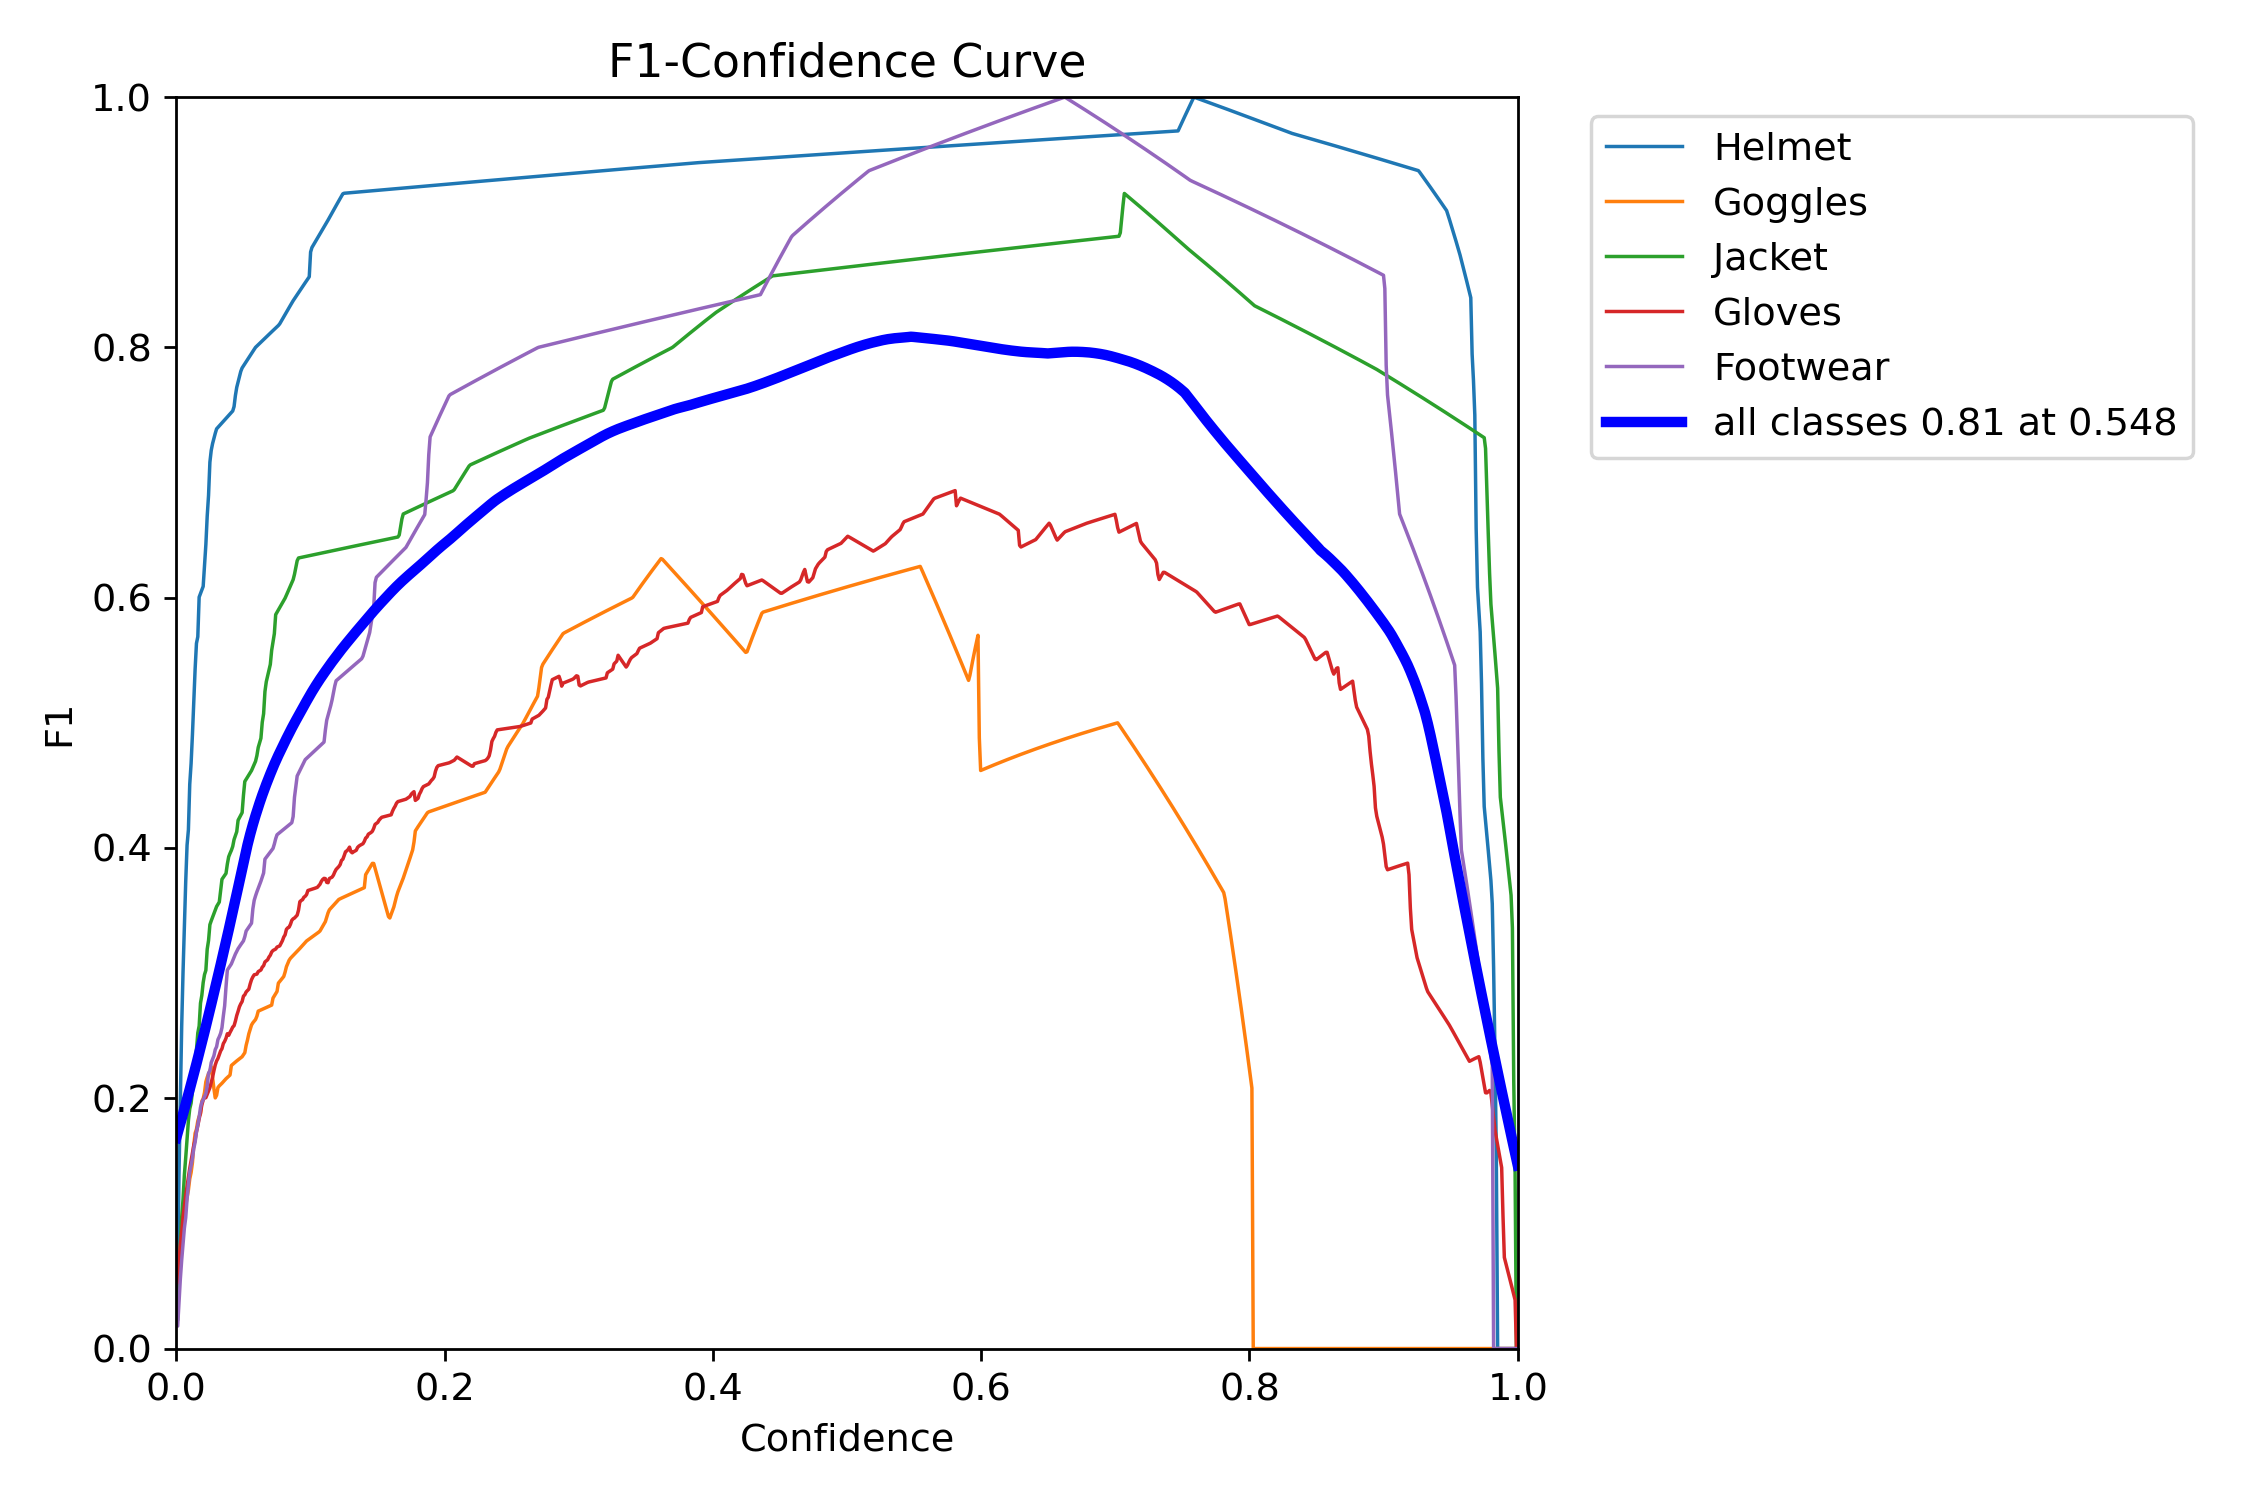 F1-Confidence Curve
1.0
0.8
0.6
0.4
0.2
0.0
F1
0.0 0.2 0.4 0.6 0.8 1.0
Confidence
Helmet
Goggles
Jacket
Gloves
Footwear
all classes 0.81 at 0.548